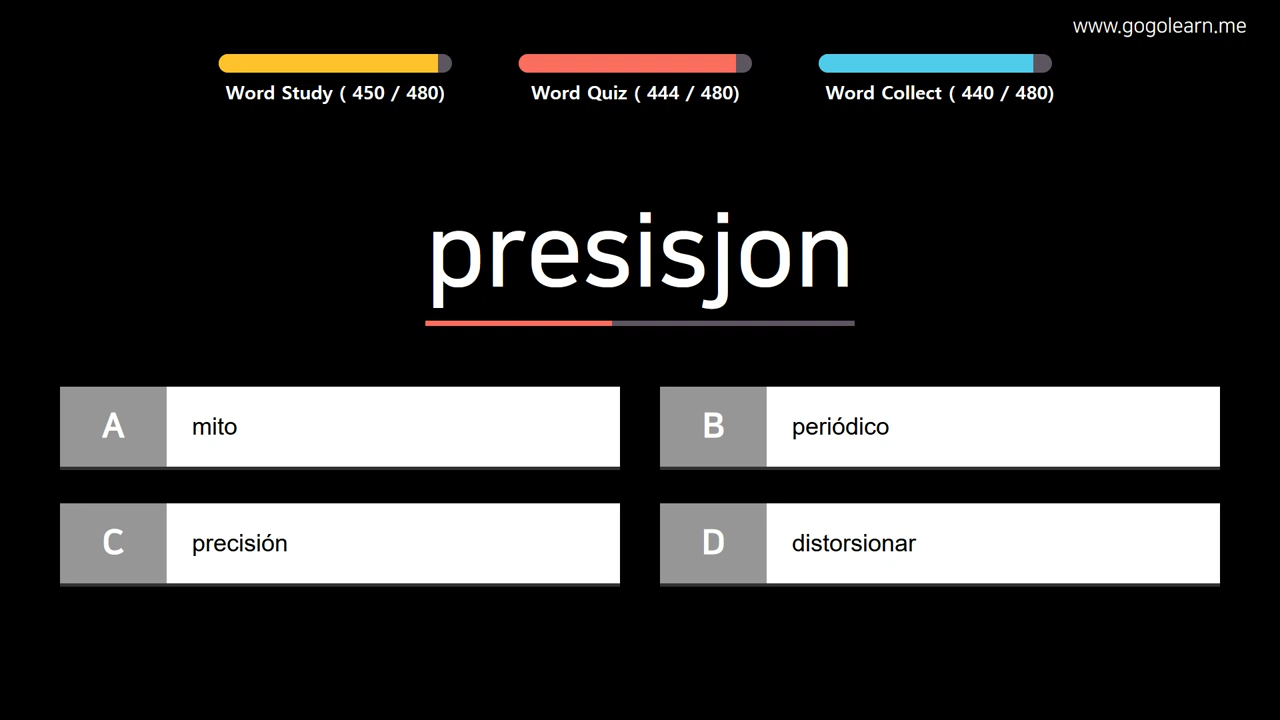 www.gogolearn.me
Word Study ( 450 / 480)
Word Quiz ( 444 / 480)
Word Collect ( 440 / 480)
presisjon
A mito
B periódico
C precisión
D distorsionar